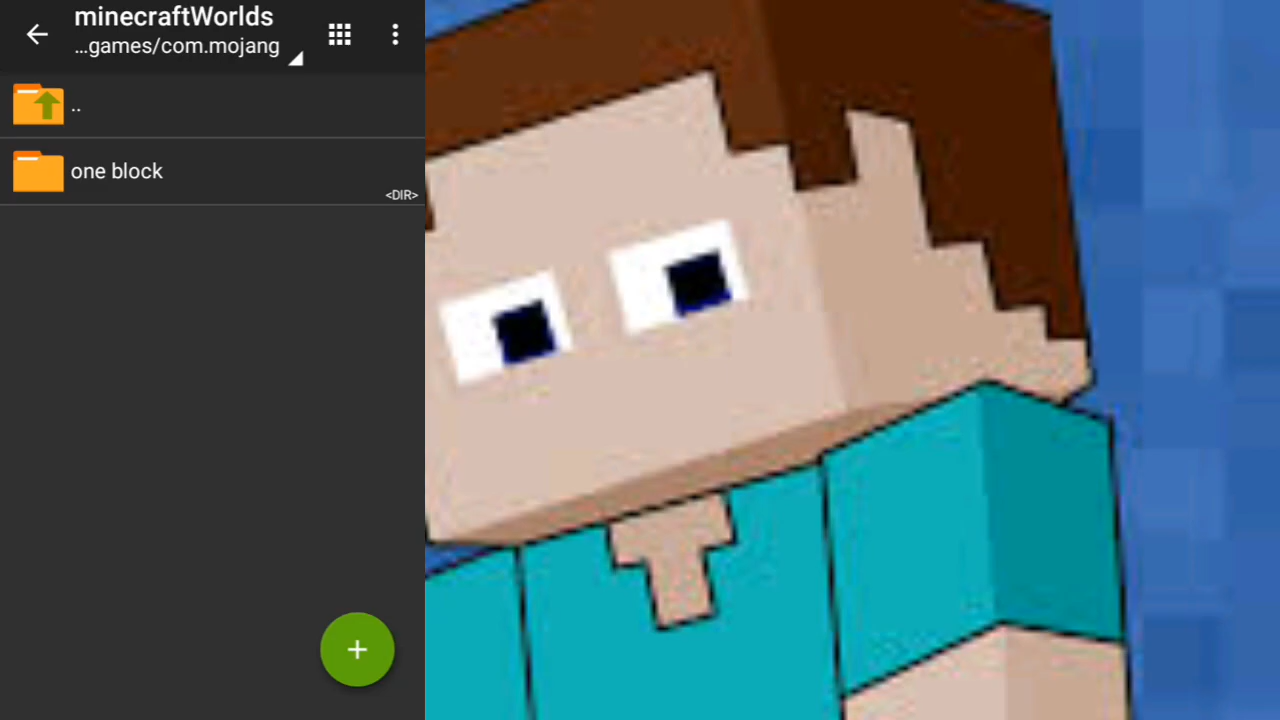 minecraftWorlds
...games/com.mojang
..
one block
<DIR>